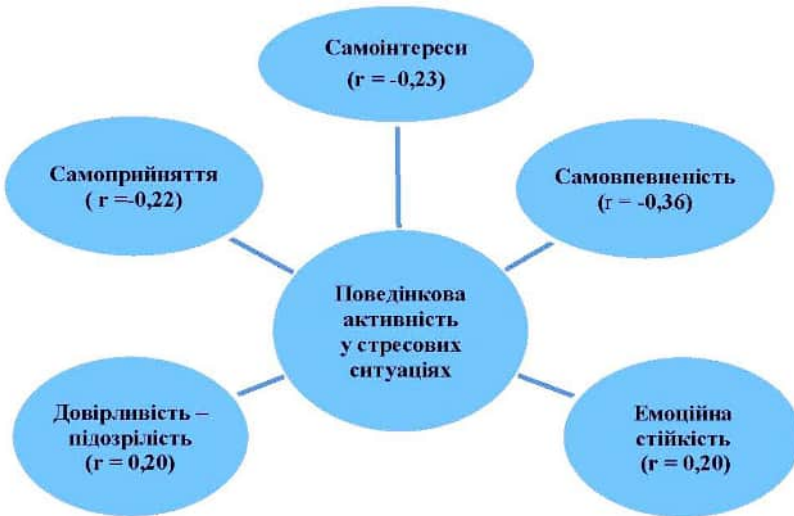 Самоінтереси
(r = -0,23)
Самоприйняття
( r =-0,22)
Самовпевненість
(r = -0,36)
Поведінкова
активність
у стресових
ситуаціях
Довірливість –
підозрілість
(r = 0,20)
Емоційна
стійкість
(r = 0,20)